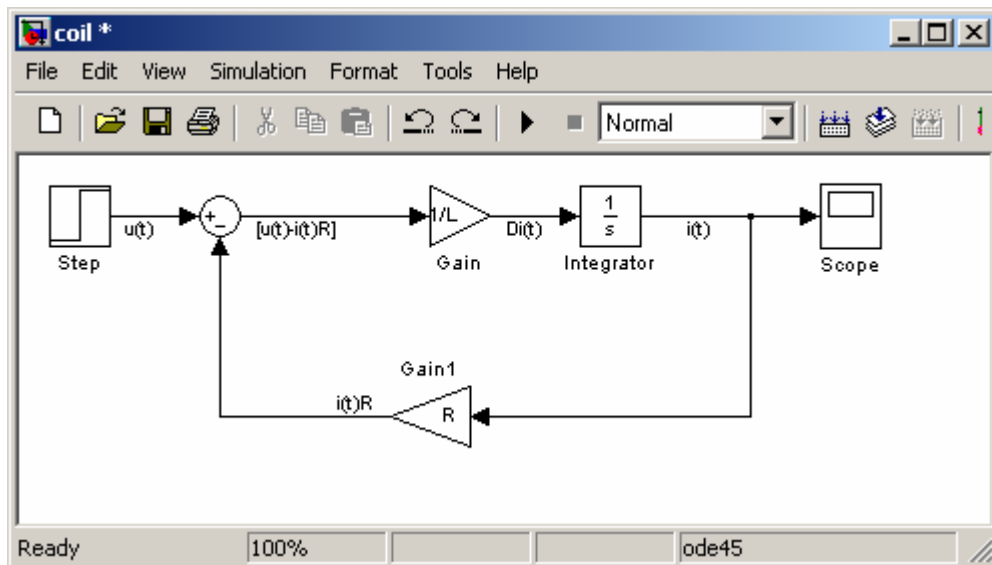 coil *
File Edit View Simulation Format Tools Help
Normal
+
−
u(t)
[u(t)-i(t)R]
1/L
Di(t)
1
s
i(t)
Step
Gain
Integrator
Scope
Gain1
i(t)R
R
Ready 100% ode45